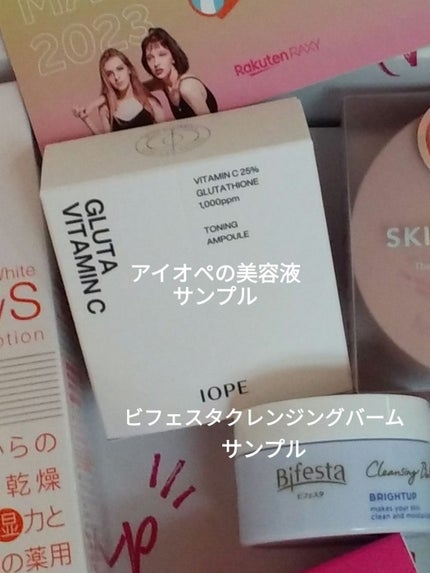 2023
Rakuten RAXY
VITAMIN C 25%
GLUTATHIONE
1,000ppm
TONING
AMPOULE
GLUTA
VITAMIN C
アイオペの美容液
サンプル
IOPE
White
ビフェスタクレンジングバーム
サンプル
Bifesta
ビフェスタ
Cleansing
BRIGHTUP
makes your skin
clean and
からの
乾燥
湿力と
の薬用
SKI